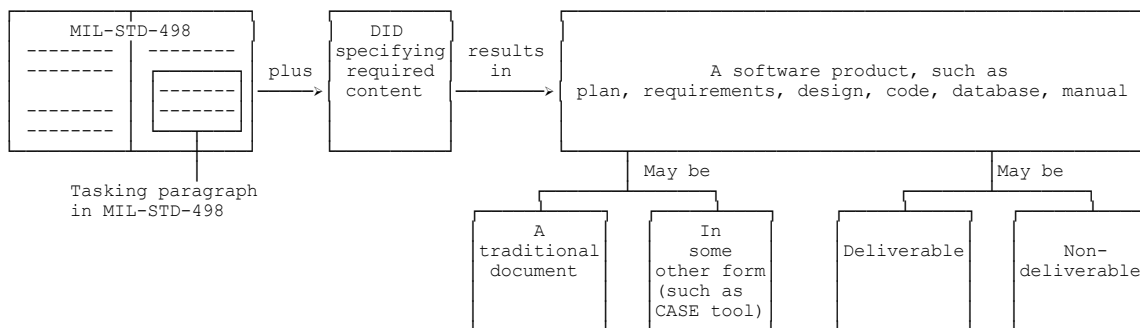 MIL-STD-498
plus
Tasking paragraph
in MIL-STD-498
DID
specifying
required
content
results
in
A software product, such as
plan, requirements, design, code, database, manual
May be
A
traditional
document
In
some
other form
(such as
CASE tool)
May be
Deliverable
Non-
deliverable